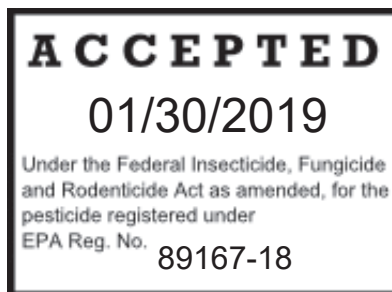 ACCEPTED
01/30/2019
Under the Federal Insecticide, Fungicide
and Rodenticide Act as amended, for the
pesticide registered under
EPA Reg. No. 89167-18